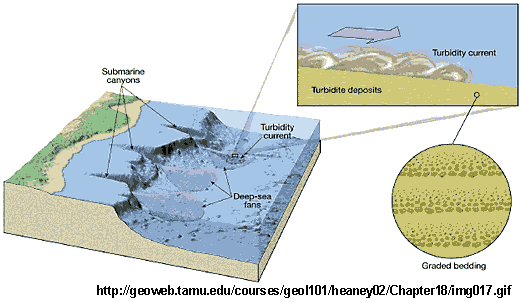 Submarine
canyons
Turbidity
current
Deep-sea
fans
Turbidity current
Turbidite deposits
Graded bedding
http://geoweb.tamu.edu/courses/geol101/heaney02/Chapter18/img017.gif